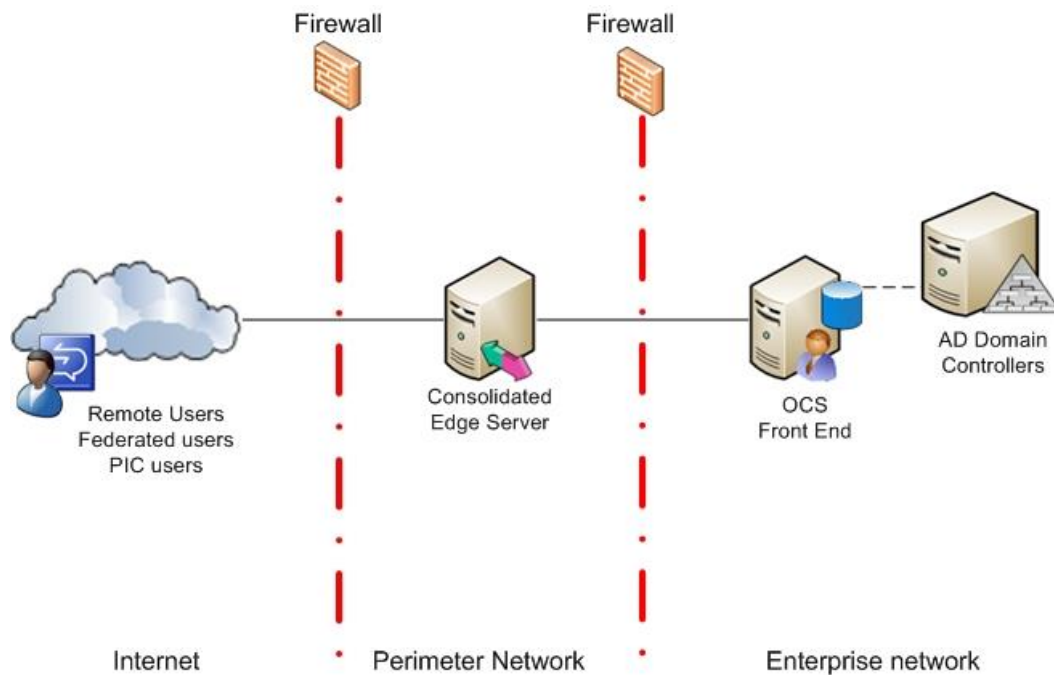 Firewall
Firewall
Remote Users
Federated users
PIC users
Consolidated
Edge Server
OCS
Front End
AD Domain
Controllers
Internet
Perimeter Network
Enterprise network